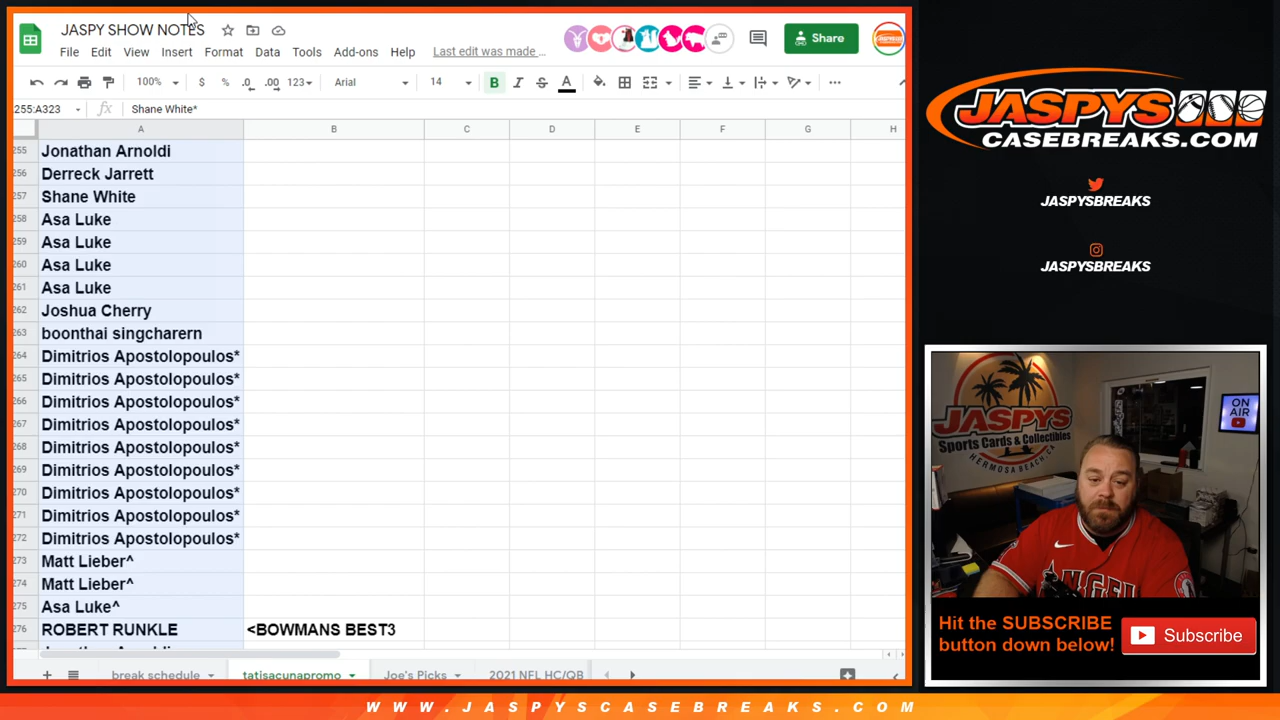 JASPY SHOW NOTES
File Edit View Insert Format Data Tools Add-ons Help Last edit was made ...
Share
100% $ % .0 .00 123 Arial 14 B I S A
255:A323 fx Shane White*
A B C D E F G H
255 Jonathan Arnoldi
256 Derreck Jarrett
257 Shane White
258 Asa Luke
259 Asa Luke
260 Asa Luke
261 Asa Luke
262 Joshua Cherry
263 boonthai singcharern
264 Dimitrios Apostolopoulos*
265 Dimitrios Apostolopoulos*
266 Dimitrios Apostolopoulos*
267 Dimitrios Apostolopoulos*
268 Dimitrios Apostolopoulos*
269 Dimitrios Apostolopoulos*
270 Dimitrios Apostolopoulos*
271 Dimitrios Apostolopoulos*
272 Dimitrios Apostolopoulos*
273 Matt Lieber^
274 Matt Lieber^
275 Asa Luke^
276 ROBERT RUNKLE <BOWMANS BEST3
break schedule tatisacunapromo Joe's Picks 2021 NFL HC/QB
JASPYS
CASEBREAKS.COM
JASPYSBREAKS
JASPYSBREAKS
JASPYS
Sports Cards & Collectibles
HERMOSA BEACH, CA
ON
AIR
Hit the SUBSCRIBE
button down below!
Subscribe
WWW.JASPYSCASEBREAKS.COM